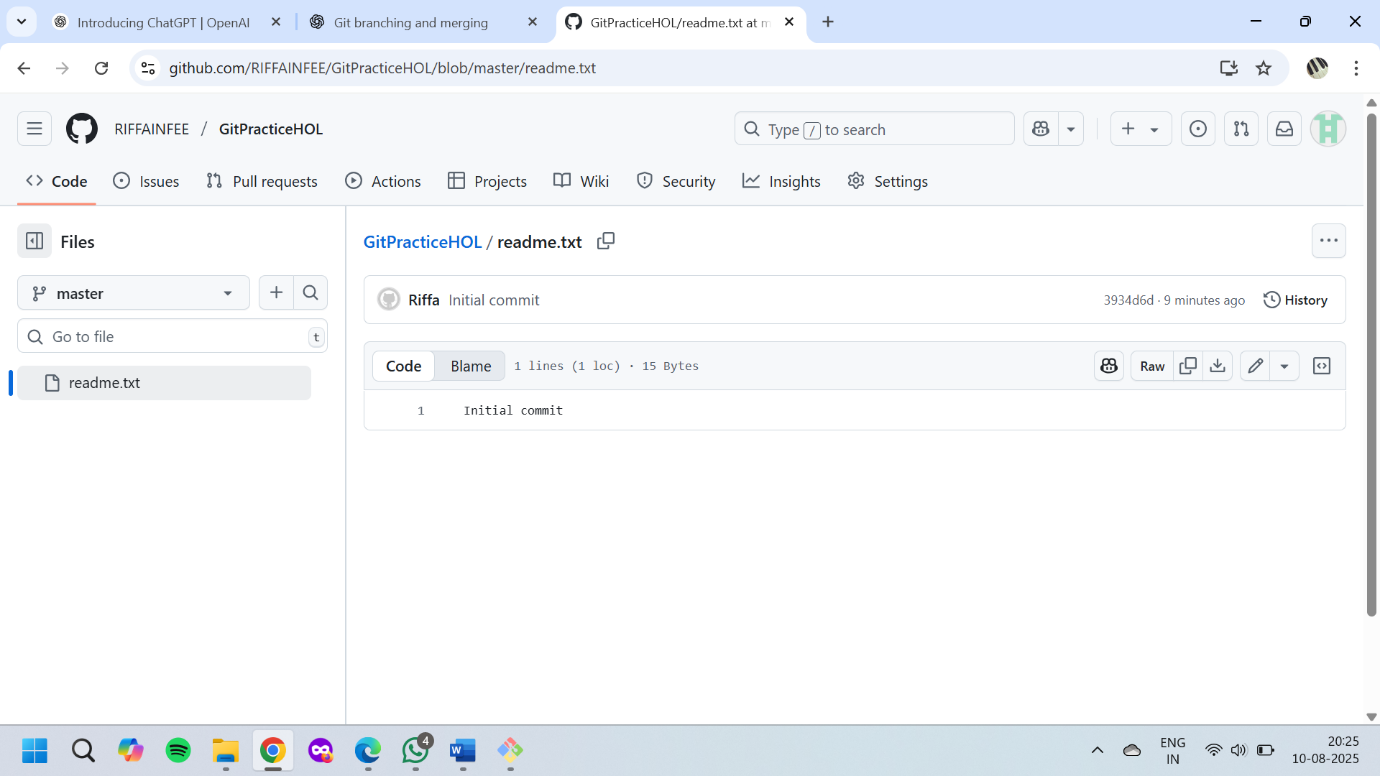 Introducing ChatGPT | OpenAI
Git branching and merging
GitPracticeHOL/readme.txt at m
github.com/RIFFAINFEE/GitPracticeHOL/blob/master/readme.txt
RIFFAINFEE / GitPracticeHOL
Type / to search
Code Issues Pull requests Actions Projects Wiki Security Insights Settings
Files
GitPracticeHOL / readme.txt
master
Riffa Initial commit 3934d6d · 9 minutes ago History
Go to file t
Code Blame 1 lines (1 loc) · 15 Bytes Raw
readme.txt
1 Initial commit
4
W
ENG
IN
20:25
10-08-2025